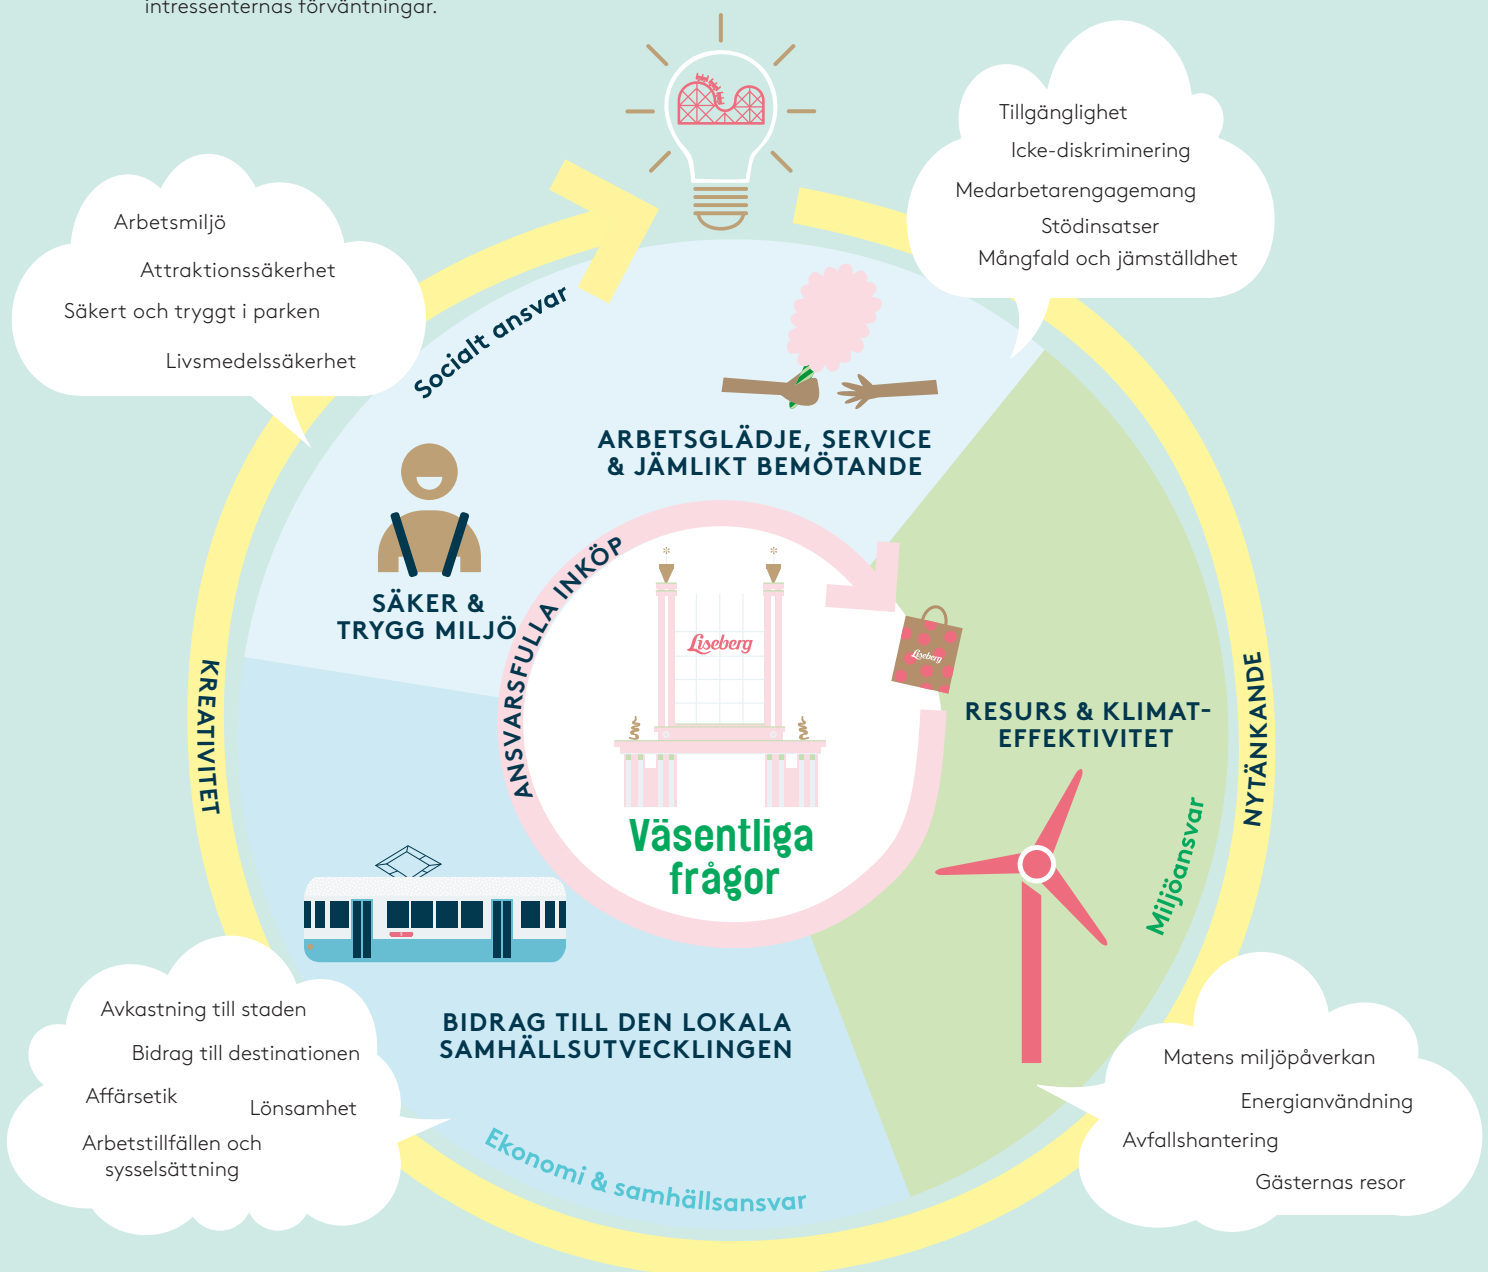 intressenternas förväntningar.
Tillgänglighet
Icke-diskriminering
Medarbetarengagemang
Stödinsatser
Mångfald och jämställdhet
Arbetsmiljö
Attraktionssäkerhet
Säkert och tryggt i parken
Livsmedelssäkerhet
Socialt ansvar
ARBETSGLÄDJE, SERVICE
& JÄMLIKT BEMÖTANDE
SÄKER &
TRYGG MILJÖ
ANSVARSFULLA INKÖP
Liseberg
Liseberg
KREATIVITET
NYTÄNKANDE
RESURS & KLIMAT-
EFFEKTIVITET
Miljöansvar
Väsentliga
frågor
BIDRAG TILL DEN LOKALA
SAMHÄLLSUTVECKLINGEN
Ekonomi & samhällsansvar
Avkastning till staden
Bidrag till destinationen
Affärsetik
Lönsamhet
Arbetstillfällen och
sysselsättning
Matens miljöpåverkan
Energianvändning
Avfallshantering
Gästernas resor